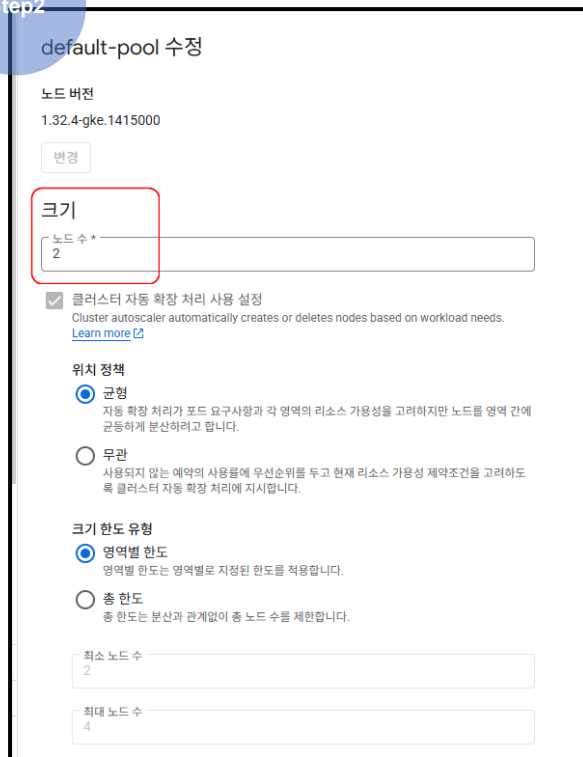 tep2
default-pool 수정
노드 버전
1.32.4-gke.1415000
변경
크기
노드 수 *
2
클러스터 자동 확장 처리 사용 설정
Cluster autoscaler automatically creates or deletes nodes based on workload needs.
Learn more
위치 정책
균형
자동 확장 처리가 포드 요구사항과 각 영역의 리소스 가용성을 고려하지만 노드를 영역 간에
균등하게 분산하려고 합니다.
무관
사용되지 않는 예약의 사용률에 우선순위를 두고 현재 리소스 가용성 제약조건을 고려하도
록 클러스터 자동 확장 처리에 지시합니다.
크기 한도 유형
영역별 한도
영역별 한도는 영역별로 지정된 한도를 적용합니다.
총 한도
총 한도는 분산과 관계없이 총 노드 수를 제한합니다.
최소 노드 수
2
최대 노드 수
4